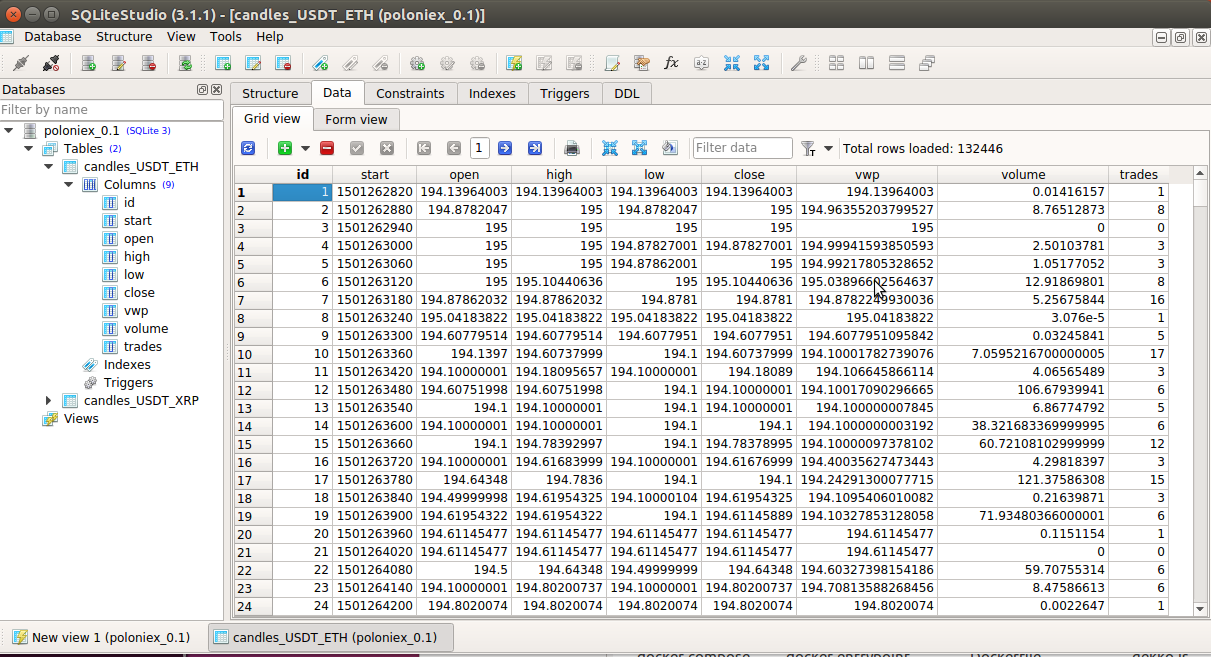 SQLiteStudio (3.1.1) - [candles_USDT_ETH (poloniex_0.1)]
Database Structure View Tools Help
Databases
Filter by name
poloniex_0.1 (SQLite 3)
Tables (2)
candles_USDT_ETH
Columns (9)
id
start
open
high
low
close
vwp
volume
trades
Indexes
Triggers
candles_USDT_XRP
Views
Structure Data Constraints Indexes Triggers DDL
Grid view Form view
1 Filter data Total rows loaded: 132446
id start open high low close vwp volume trades
1 1 1501262820 194.13964003 194.13964003 194.13964003 194.13964003 194.13964003 0.01416157 1
2 2 1501262880 194.8782047 195 194.8782047 195 194.96355203799527 8.76512873 8
3 3 1501262940 195 195 195 195 195 0 0
4 4 1501263000 195 195 194.87827001 194.87827001 194.99941593850593 2.50103781 3
5 5 1501263060 195 195 194.87862001 195 194.99217805328652 1.05177052 3
6 6 1501263120 195 195.10440636 195 195.10440636 12.91869801 8
7 7 1501263180 194.87862032 194.87862032 194.8781 194.8781 5.25675844 16
8 8 1501263240 195.04183822 195.04183822 195.04183822 195.04183822 195.04183822 3.076e-5 1
9 9 1501263300 194.60779514 194.60779514 194.6077951 194.6077951 194.6077951095842 0.03245841 5
10 10 1501263360 194.1397 194.60737999 194.1 194.60737999 194.10001782739076 7.0595216700000005 17
11 11 1501263420 194.10000001 194.18095657 194.10000001 194.18089 194.106645866114 4.06565489 3
12 12 1501263480 194.60751998 194.60751998 194.1 194.10000001 194.10017090296665 106.67939941 6
13 13 1501263540 194.1 194.10000001 194.1 194.10000001 194.100000007845 6.86774792 5
14 14 1501263600 194.10000001 194.10000001 194.1 194.1 194.1000000003192 38.321683369999995 6
15 15 1501263660 194.1 194.78392997 194.1 194.78378995 194.10000097378102 60.72108102999999 12
16 16 1501263720 194.10000001 194.61683999 194.10000001 194.61676999 194.40035627473443 4.29818397 3
17 17 1501263780 194.64348 194.7836 194.1 194.1 194.24291300077715 121.37586308 15
18 18 1501263840 194.49999998 194.61954325 194.10000104 194.61954325 194.1095406010082 0.21639871 3
19 19 1501263900 194.61954322 194.61954322 194.1 194.61145889 194.10327853128058 71.93480366000001 6
20 20 1501263960 194.61145477 194.61145477 194.61145477 194.61145477 194.61145477 0.1151154 1
21 21 1501264020 194.61145477 194.61145477 194.61145477 194.61145477 194.61145477 0 0
22 22 1501264080 194.5 194.64348 194.49999999 194.64348 194.60327398154186 59.70755314 6
23 23 1501264140 194.10000001 194.80200737 194.10000001 194.80200737 194.70813588268456 8.47586613 6
24 24 1501264200 194.8020074 194.8020074 194.8020074 194.8020074 194.8020074 0.0022647 1
New view 1 (poloniex_0.1) candles_USDT_ETH (poloniex_0.1)